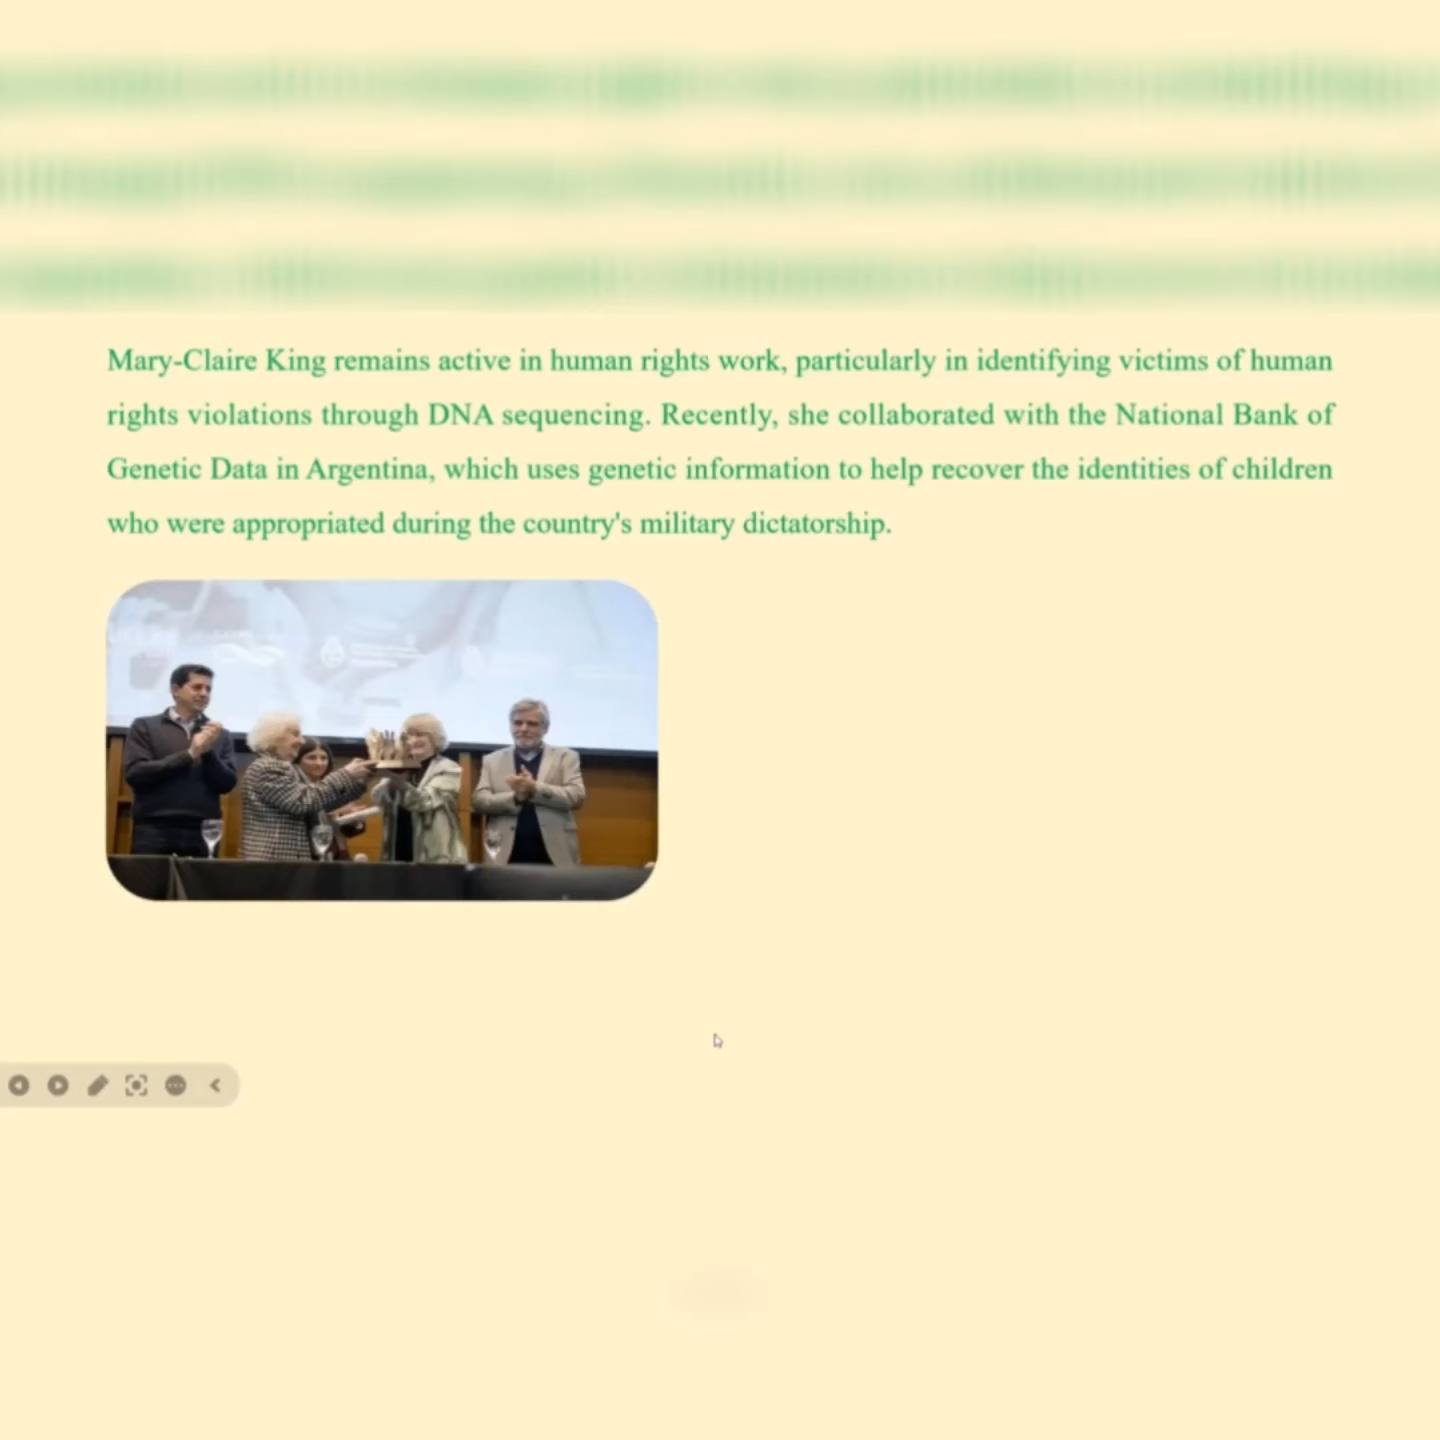 Mary-Claire King remains active in human rights work, particularly in identifying victims of human
rights violations through DNA sequencing. Recently, she collaborated with the National Bank of
Genetic Data in Argentina, which uses genetic information to help recover the identities of children
who were appropriated during the country's military dictatorship.